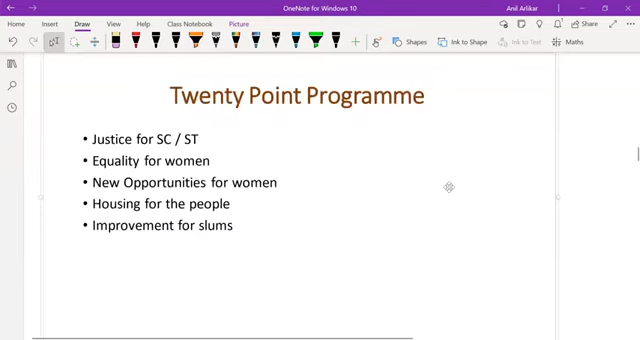 OneNote for Windows 10
Anil Arlikar
Home Insert Draw View Help Class Notebook Picture
Share
Shapes Ink to Shape Ink to Text Maths
Twenty Point Programme
• Justice for SC / ST
• Equality for women
• New Opportunities for women
• Housing for the people
• Improvement for slums